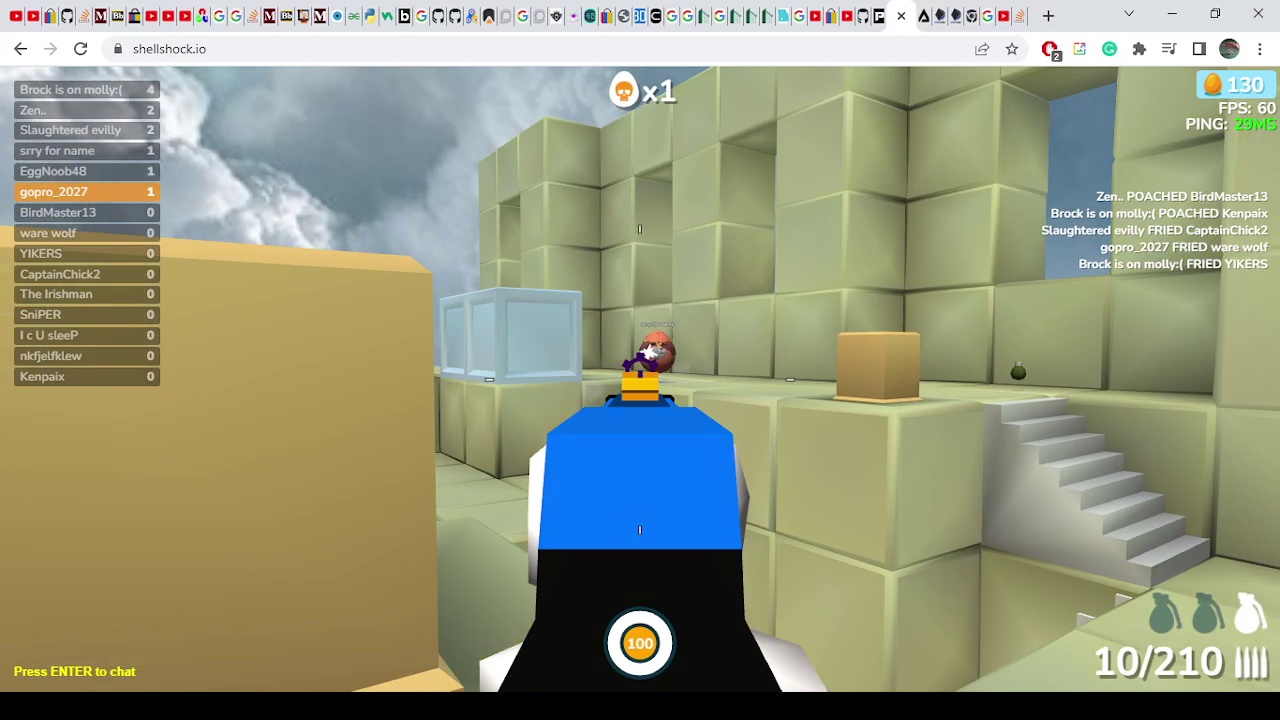 shellshock.io
2
Brock is on molly:( 4
Zen.. 2
Slaughtered evilly 2
srry for name 1
EggNoob48 1
gopro_2027 1
BirdMaster13 0
ware wolf 0
YIKERS 0
CaptainChick2 0
The Irishman 0
SniPER 0
I c U sleeP 0
nkfjelfklew 0
Kenpaix 0
x1
130
FPS: 60
PING: 29MS
Zen.. POACHED BirdMaster13
Brock is on molly:( POACHED Kenpaix
Slaughtered evilly FRIED CaptainChick2
gopro_2027 FRIED ware wolf
Brock is on molly:( FRIED YIKERS
100
10/210
Press ENTER to chat